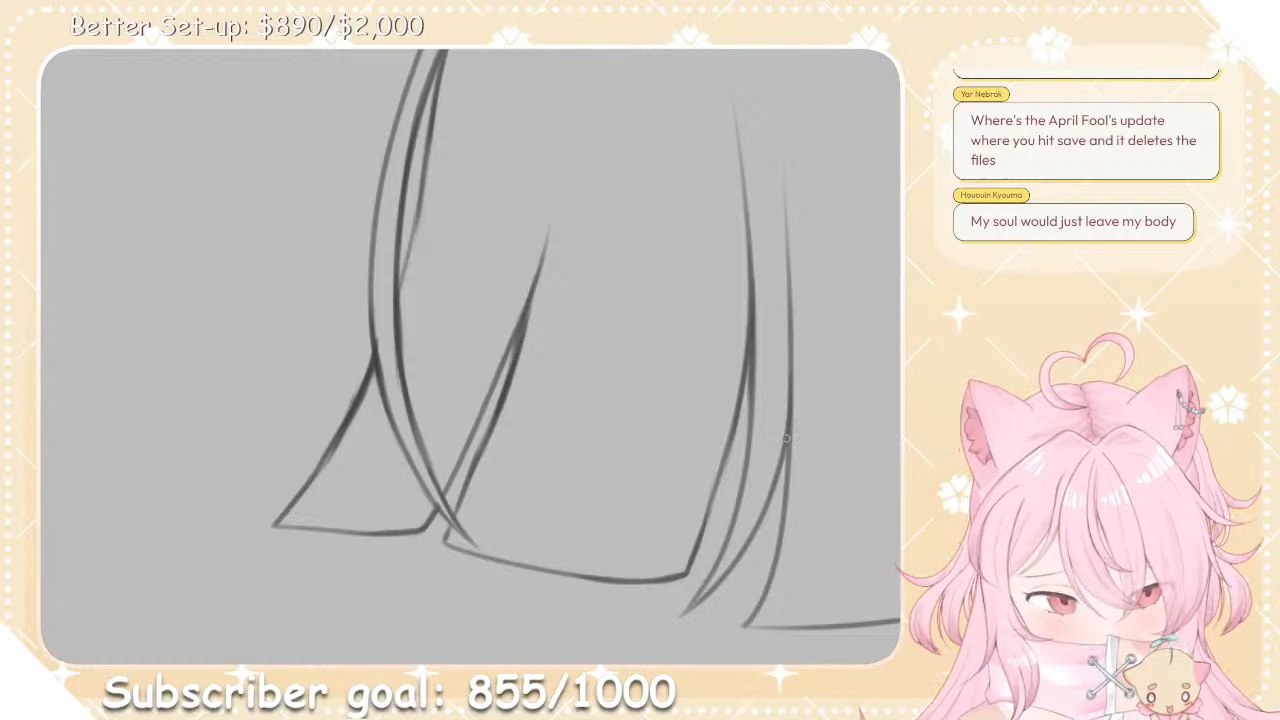 Better Set-up: $890/$2,000
Yar Nebrok
Where's the April Fool's update
where you hit save and it deletes the
files
Hououin Kyouma
My soul would just leave my body
Subscriber goal: 855/1000